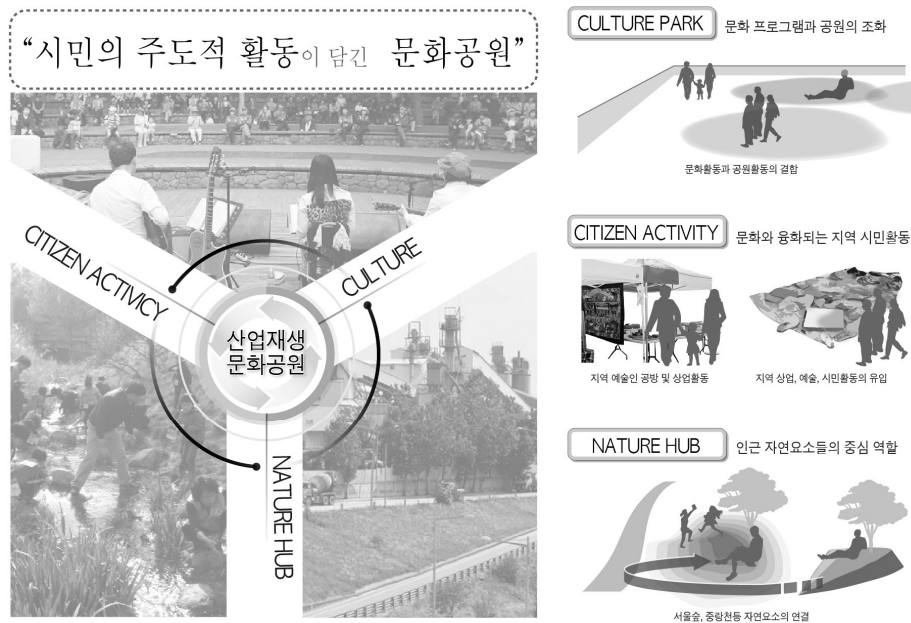 “시민의 주도적 활동이 담긴 문화공원”
CITIZEN ACTIVICY
CULTURE
산업재생
문화공원
NATURE HUB
CULTURE PARK 문화 프로그램과 공원의 조화
문화활동과 공원활동의 결합
CITIZEN ACTIVITY 문화와 융화되는 지역 시민활동
지역 예술인 공방 및 상업활동
지역 상업, 예술, 시민활동의 유입
NATURE HUB 인근 자연요소들의 중심 역할
서울숲, 중랑천등 자연요소의 연결